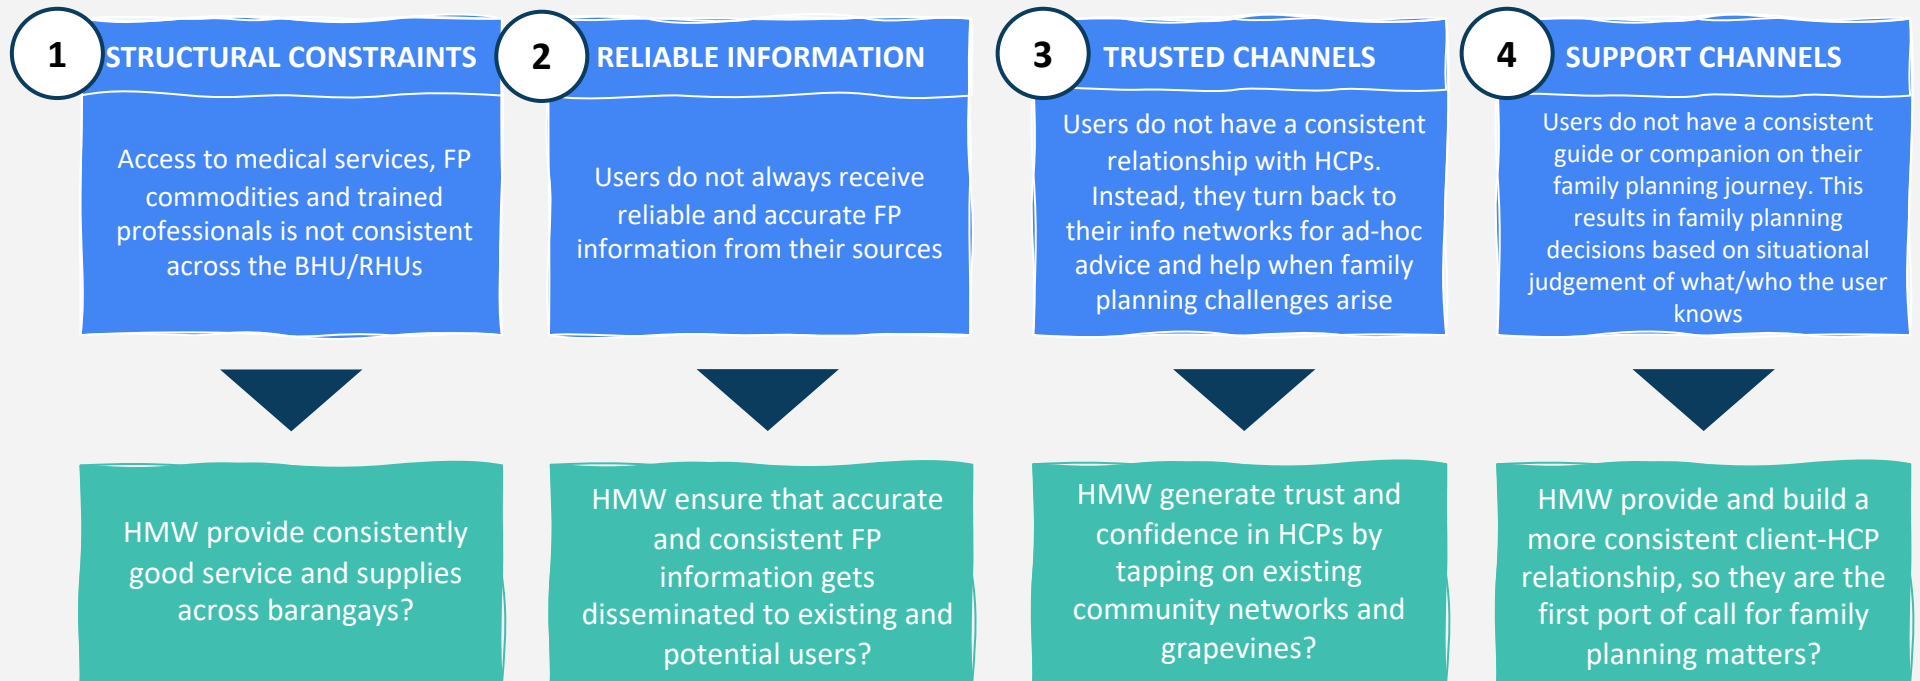 1
STRUCTURAL CONSTRAINTS
Access to medical services, FP
commodities and trained
professionals is not consistent
across the BHU/RHUs
HMW provide consistently
good service and supplies
across barangays?
2
RELIABLE INFORMATION
Users do not always receive
reliable and accurate FP
information from their sources
HMW ensure that accurate
and consistent FP
information gets
disseminated to existing and
potential users?
3
TRUSTED CHANNELS
Users do not have a consistent
relationship with HCPs.
Instead, they turn back to
their info networks for ad-hoc
advice and help when family
planning challenges arise
HMW generate trust and
confidence in HCPs by
tapping on existing
community networks and
grapevines?
4
SUPPORT CHANNELS
Users do not have a consistent
guide or companion on their
family planning journey. This
results in family planning
decisions based on situational
judgement of what/who the user
knows
HMW provide and build a
more consistent client-HCP
relationship, so they are the
first port of call for family
planning matters?